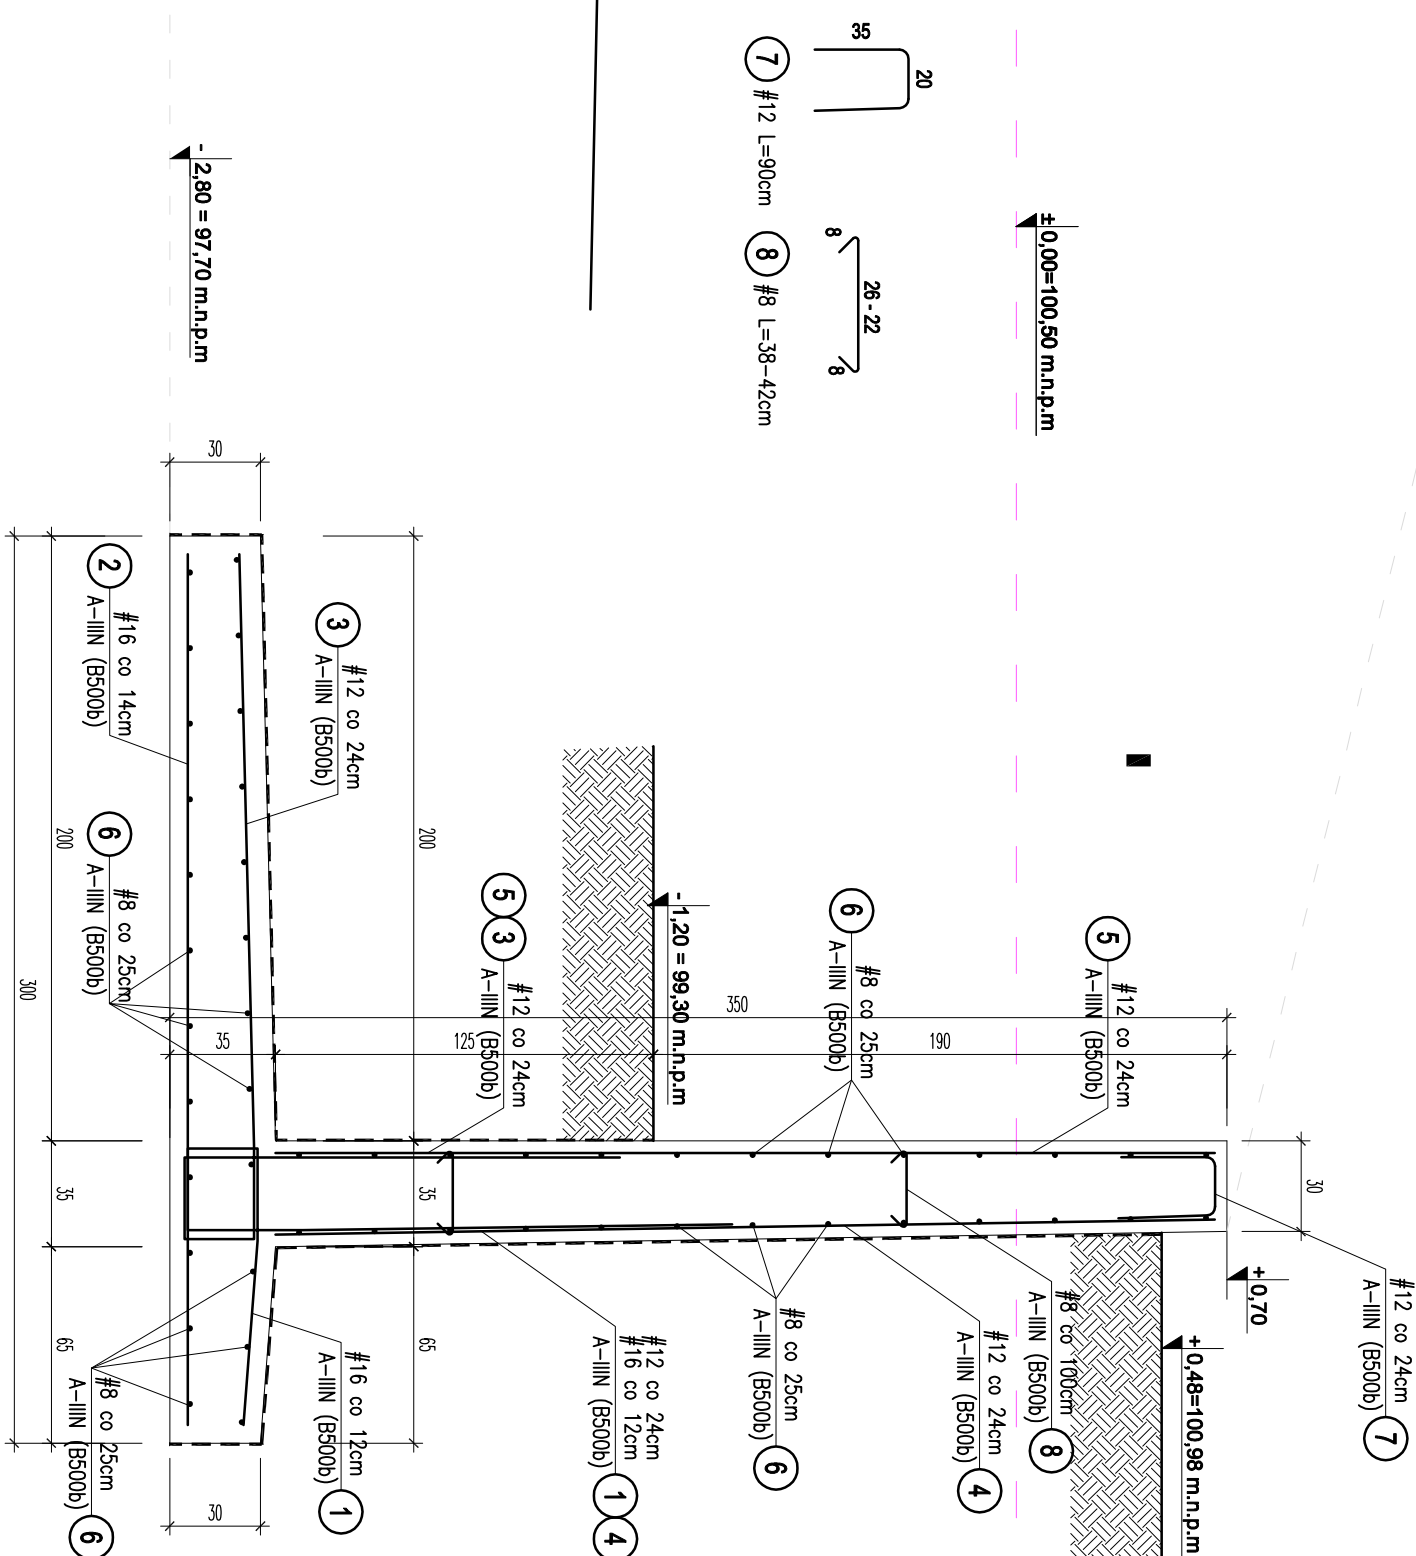 35
20
7
#12 L=90cm
8
26 - 22
8
8
#8 L=38–42cm
± 0,00=100,50 m.n.p.m
- 2,80 = 97,70 m.n.p.m
#12 co 24cm
A–IIIN (B500b)
7
+ 0,70
+ 0,48=100,98 m.n.p.m
30
5
#12 co 24cm
A–IIIN (B500b)
6
#8 co 25cm
A–IIIN (B500b)
- 1,20 = 99,30 m.n.p.m
5
3
#12 co 24cm
A–IIIN (B500b)
350
190
125
35
#8 co 100cm
A–IIIN (B500b)
8
#12 co 24cm
A–IIIN (B500b)
4
#8 co 25cm
A–IIIN (B500b)
6
#12 co 24cm
#16 co 12cm
A–IIIN (B500b)
1
4
200
35
65
3
#12 co 24cm
A–IIIN (B500b)
#16 co 12cm
A–IIIN (B500b)
1
30
30
2
#16 co 14cm
A–IIIN (B500b)
6
#8 co 25cm
A–IIIN (B500b)
#8 co 25cm
A–IIIN (B500b)
6
200
35
65
300